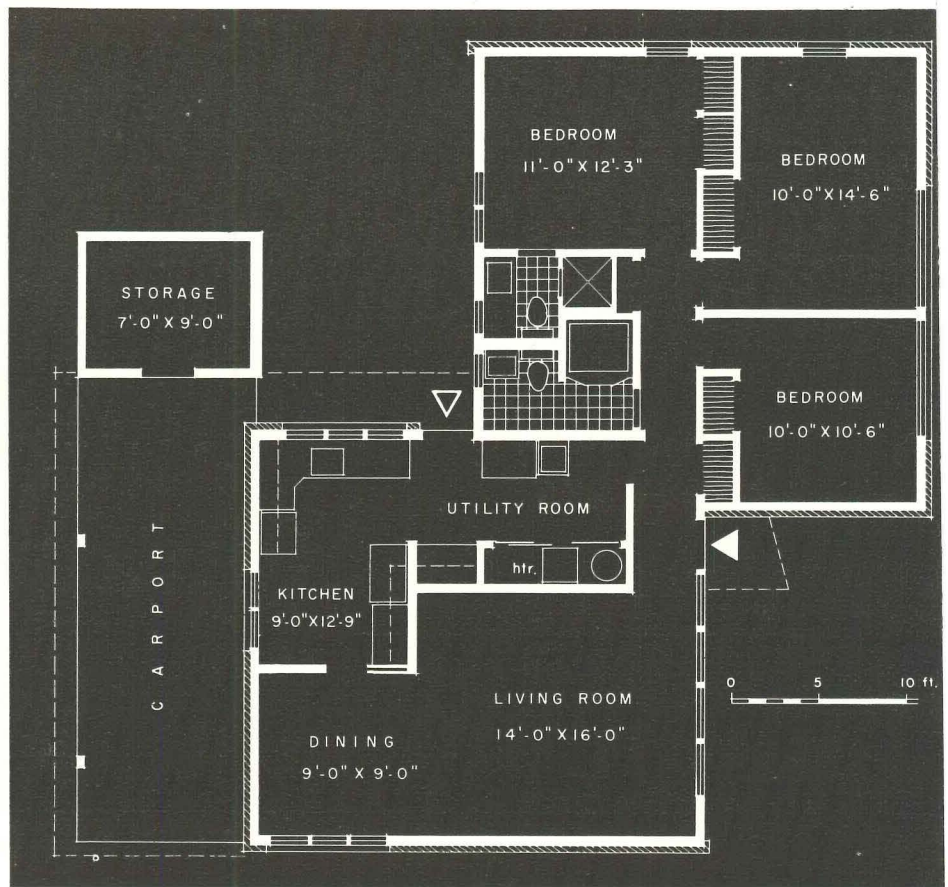 BEDROOM
11'-0" X 12'-3"
BEDROOM
10'-0" X 14'-6"
STORAGE
7'-0" X 9'-0"
BEDROOM
10'-0" X 10'-6"
UTILITY ROOM
htr.
KITCHEN
9'-0"X12'-9"
CARPORT
0 5 10 ft.
LIVING ROOM
14'-0" X 16'-0"
DINING
9'-0" X 9'-0"